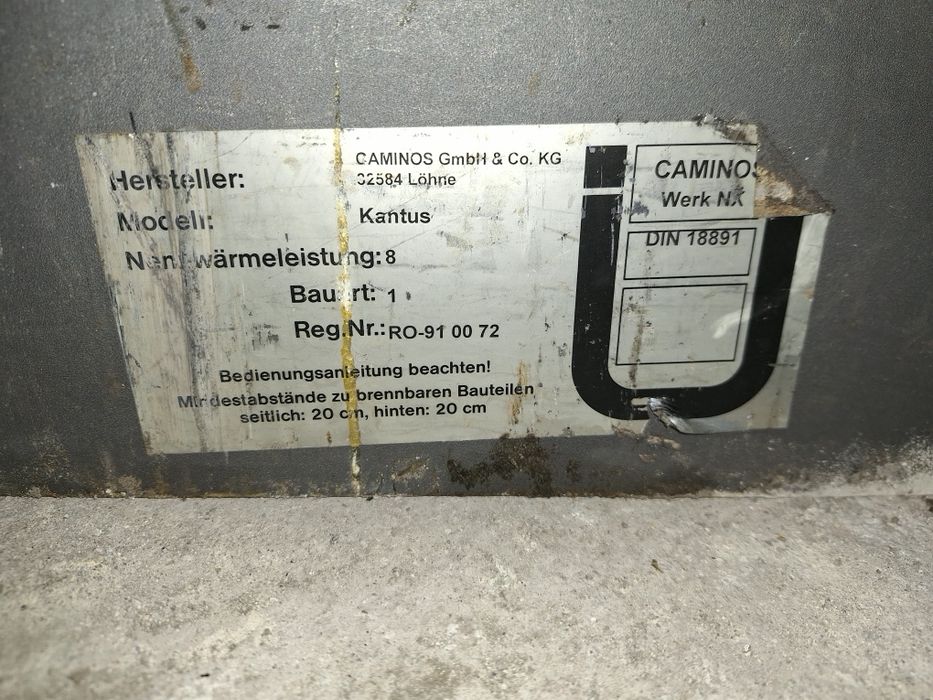 Hersteller: CAMINOS GmbH & Co. KG
32584 Löhne
Modell: Kantus
Nennwärmeleistung: 8
Bauart: 1
Reg.Nr.: RO-91 00 72
Bedienungsanleitung beachten!
Mindestabstände zu brennbaren Bauteilen
seitlich: 20 cm, hinten: 20 cm
Ü
CAMINOS
Werk NX
DIN 18891